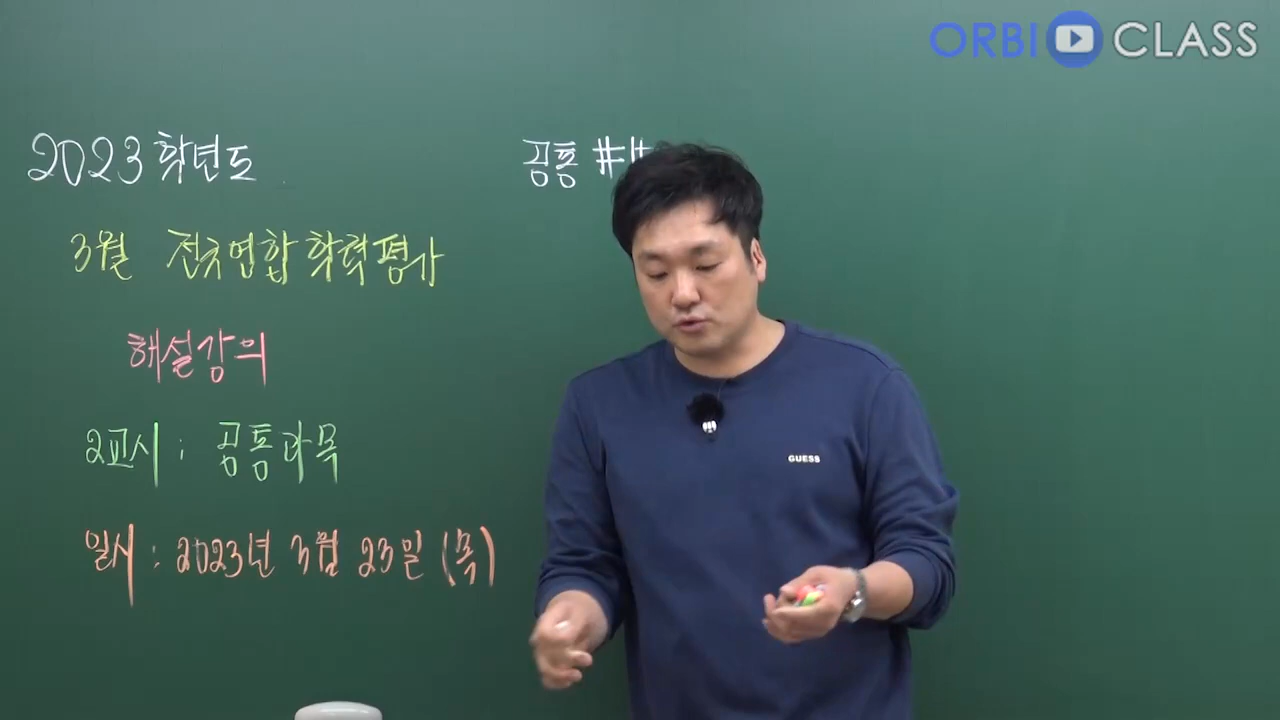 ORBI CLASS
2023학년도
3월 전국연합학력평가
해설강의
2교시 : 공통과목
일시 : 2023년 3월 23일 (목)
공통 #
GUESS